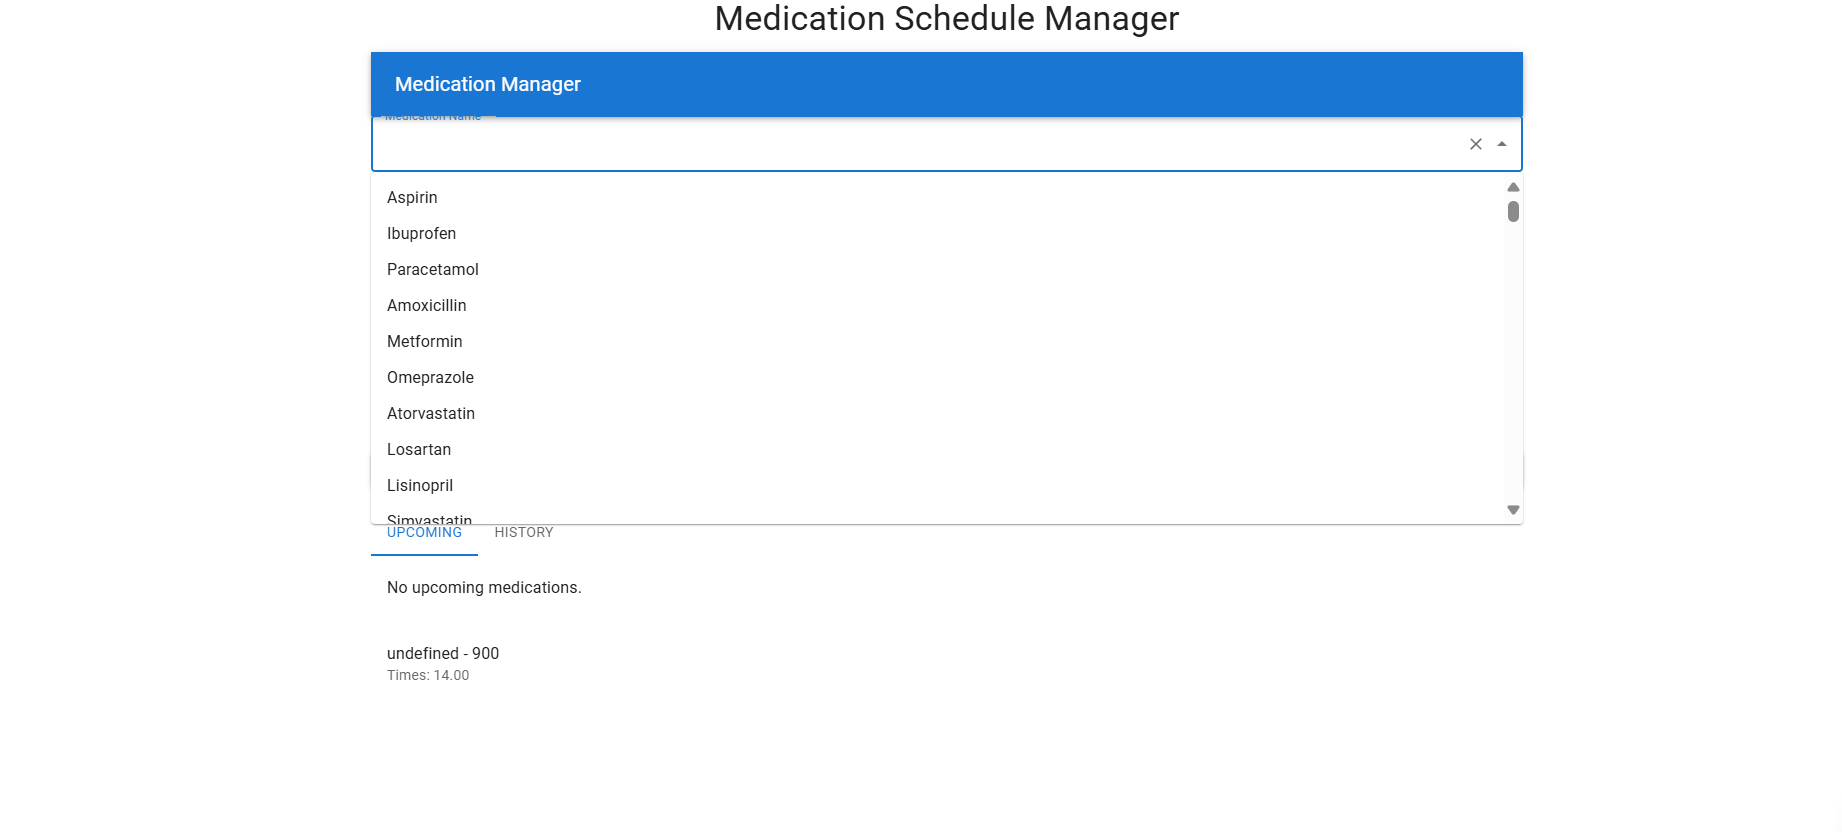 Medication Schedule Manager
Medication Manager
Medication Name
Aspirin
Ibuprofen
Paracetamol
Amoxicillin
Metformin
Omeprazole
Atorvastatin
Losartan
Lisinopril
Simvastatin
UPCOMING HISTORY
No upcoming medications.
undefined - 900
Times: 14.00